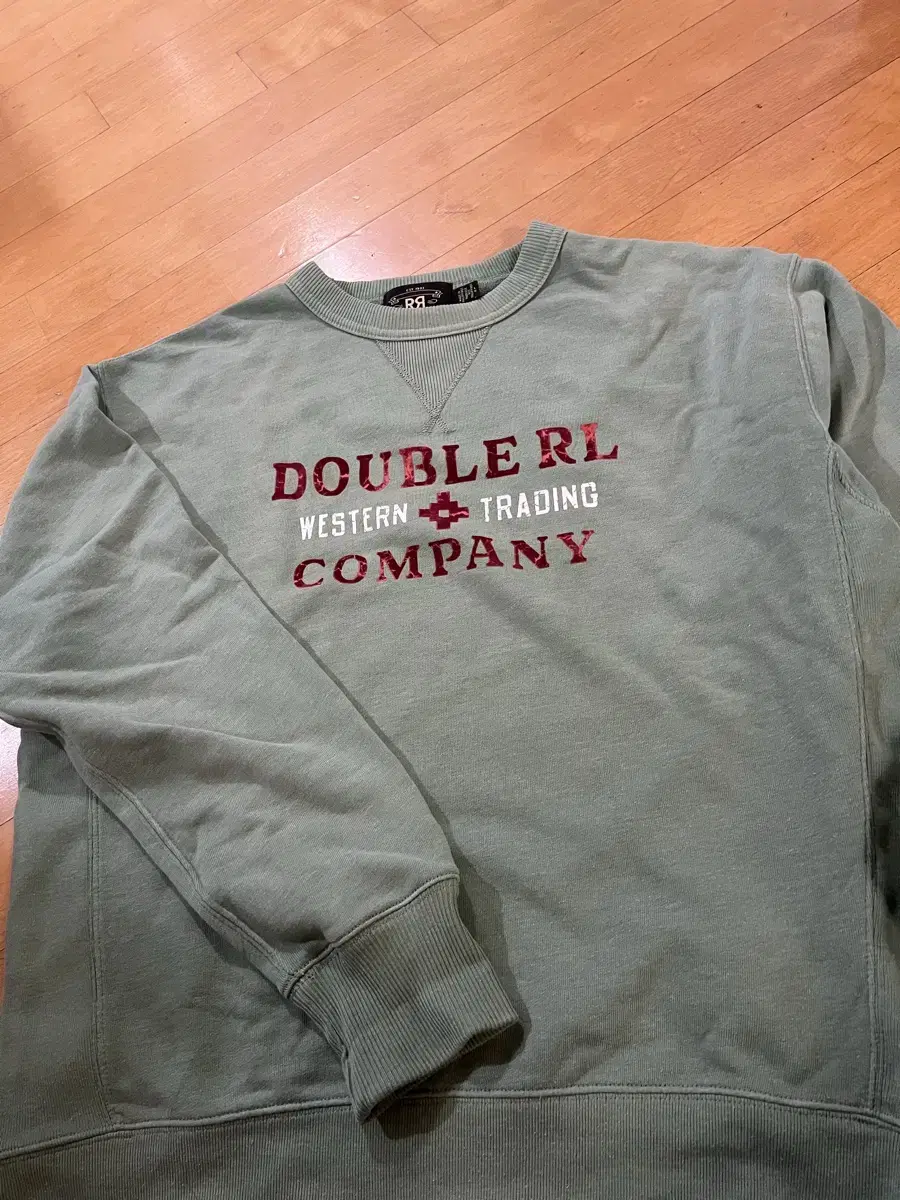 RR
DOUBLE RL
WESTERN TRADING
COMPANY